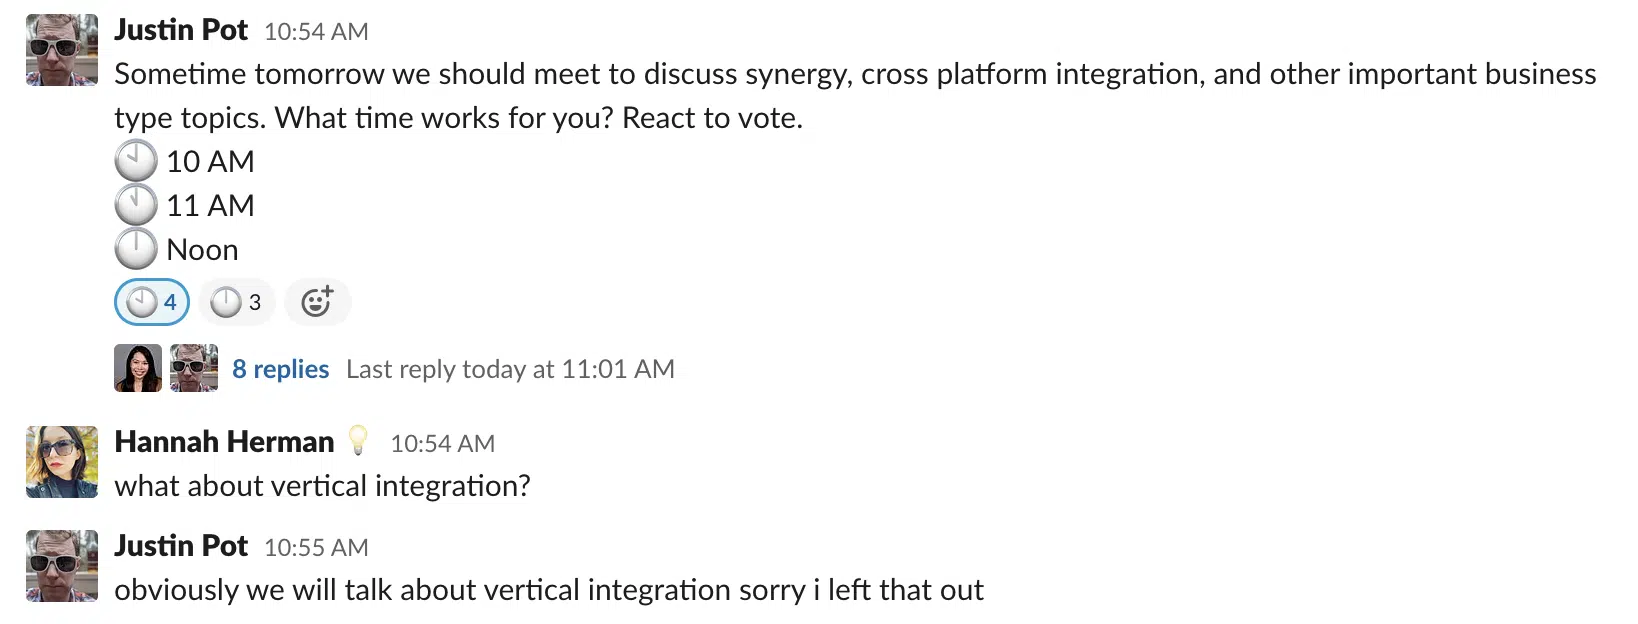 Justin Pot 10:54 AM
Sometime tomorrow we should meet to discuss synergy, cross platform integration, and other important business
type topics. What time works for you? React to vote.
🕙 10 AM
🕚 11 AM
🕛 Noon
🕙 4 🕛 3
8 replies Last reply today at 11:01 AM
Hannah Herman 💡 10:54 AM
what about vertical integration?
Justin Pot 10:55 AM
obviously we will talk about vertical integration sorry i left that out